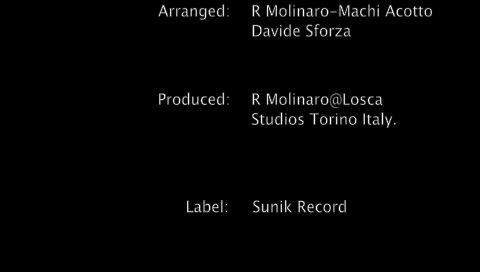 Arranged: R Molinaro-Machi Acotto
Davide Sforza
Produced: R Molinaro@Losca
Studios Torino Italy.
Label: Sunik Record